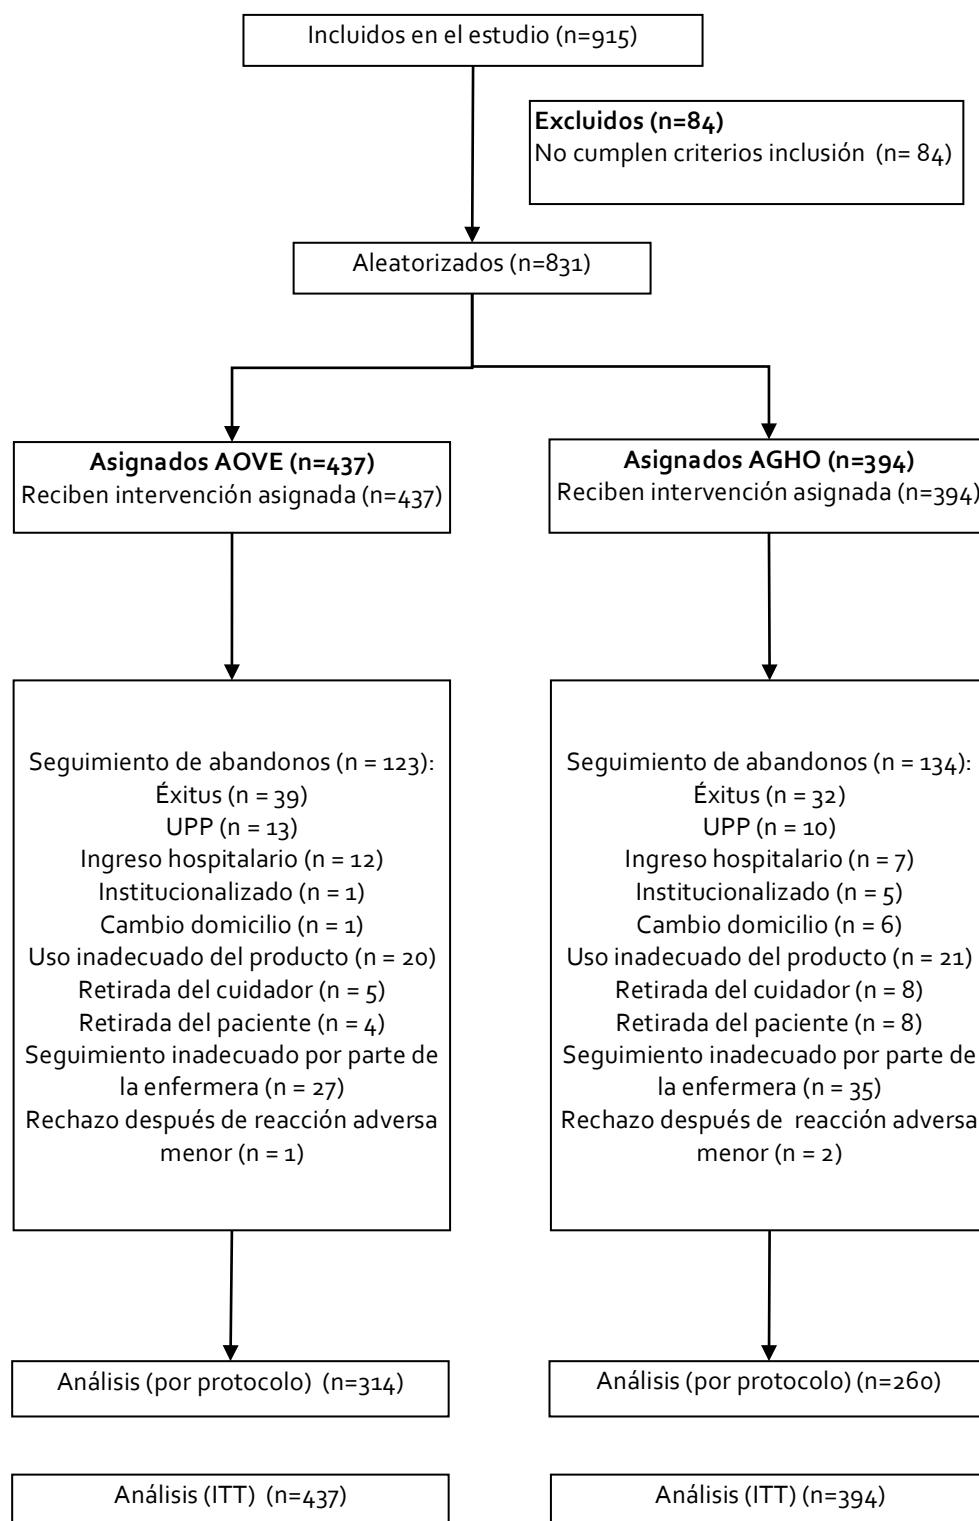 Incluidos en el estudio (n=915)
Excluidos (n=84)
No cumplen criterios inclusión (n= 84)
Aleatorizados (n=831)
Asignados AOVE (n=437)
Reciben intervención asignada (n=437)
Asignados AGHO (n=394)
Reciben intervención asignada (n=394)
Seguimiento de abandonos (n = 123):
Éxitus (n = 39)
UPP (n = 13)
Ingreso hospitalario (n = 12)
Institucionalizado (n = 1)
Cambio domicilio (n = 1)
Uso inadecuado del producto (n = 20)
Retirada del cuidador (n = 5)
Retirada del paciente (n = 4)
Seguimiento inadecuado por parte de
la enfermera (n = 27)
Rechazo después de reacción adversa
menor (n = 1)
Seguimiento de abandonos (n = 134):
Éxitus (n = 32)
UPP (n = 10)
Ingreso hospitalario (n = 7)
Institucionalizado (n = 5)
Cambio domicilio (n = 6)
Uso inadecuado del producto (n = 21)
Retirada del cuidador (n = 8)
Retirada del paciente (n = 8)
Seguimiento inadecuado por parte de
la enfermera (n = 35)
Rechazo después de reacción adversa
menor (n = 2)
Análisis (por protocolo) (n=314)
Análisis (por protocolo) (n=260)
Análisis (ITT) (n=437)
Análisis (ITT) (n=394)